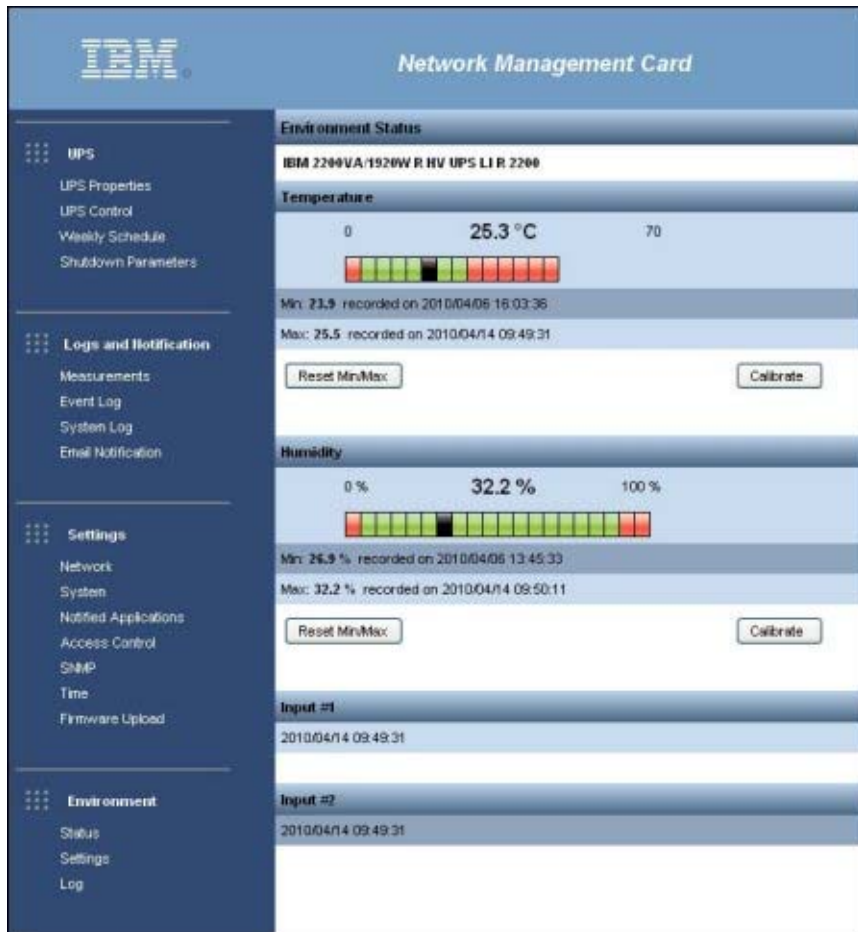 IBM®
Network Management Card
UPS
UPS Properties
UPS Control
Weekly Schedule
Shutdown Parameters
Logs and Notification
Measurements
Event Log
System Log
Email Notification
Settings
Network
System
Notified Applications
Access Control
SNMP
Time
Firmware Upload
Environment
Status
Settings
Log
Environment Status
IBM 2200VA/1920W R HV UPS LI R 2200
Temperature
0 25.3 °C 70
Min: 23.9 recorded on 2010/04/06 16:03:36
Max: 25.5 recorded on 2010/04/14 09:49:31
Reset Min/Max Calibrate
Humidity
0 % 32.2 % 100 %
Min: 26.9 % recorded on 2010/04/06 13:45:33
Max: 32.2 % recorded on 2010/04/14 09:50:11
Reset Min/Max Calibrate
Input #1
2010/04/14 09:49:31
Input #2
2010/04/14 09:49:31